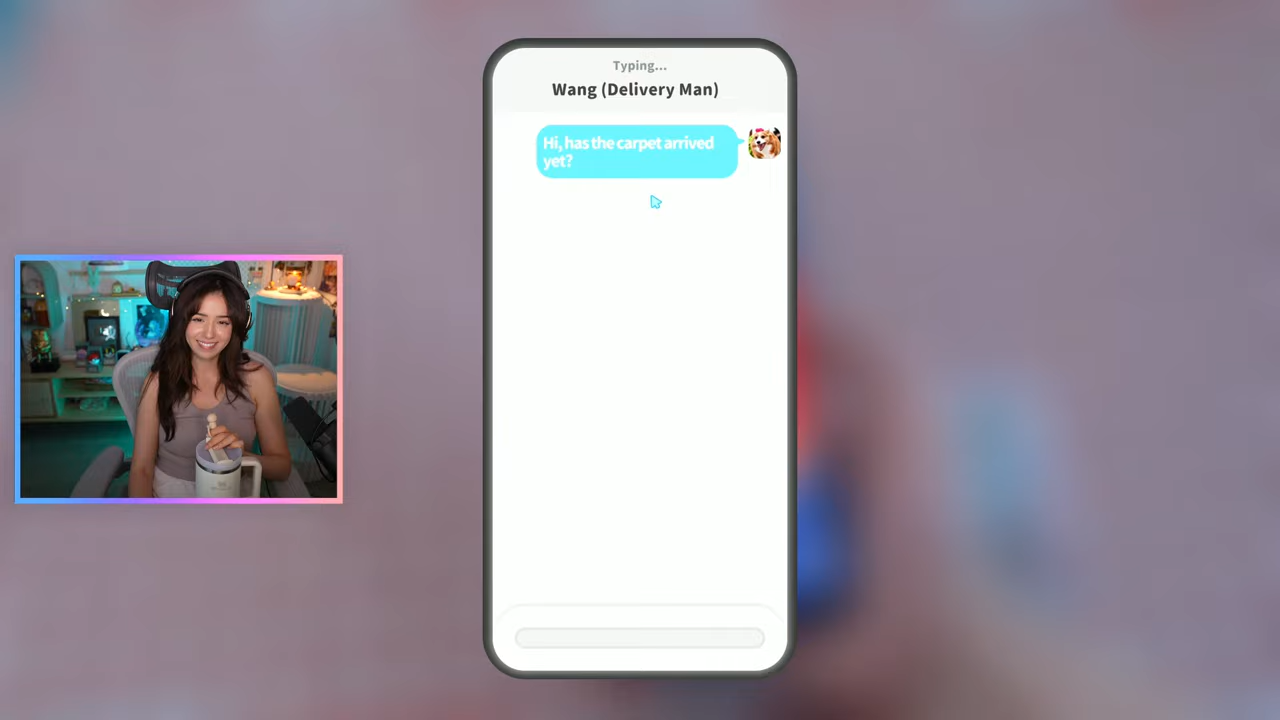 Typing...
Wang (Delivery Man)
Hi, has the carpet arrived
yet?